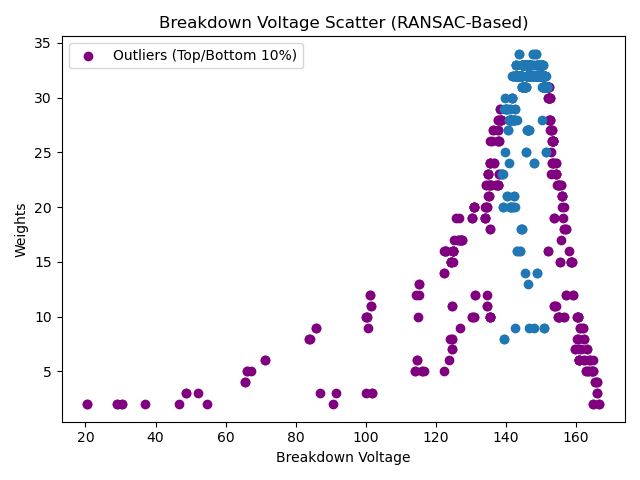 Breakdown Voltage Scatter (RANSAC-Based)
Outliers (Top/Bottom 10%)
35
30
25
20
15
10
5
Weights
20 40 60 80 100 120 140 160
Breakdown Voltage